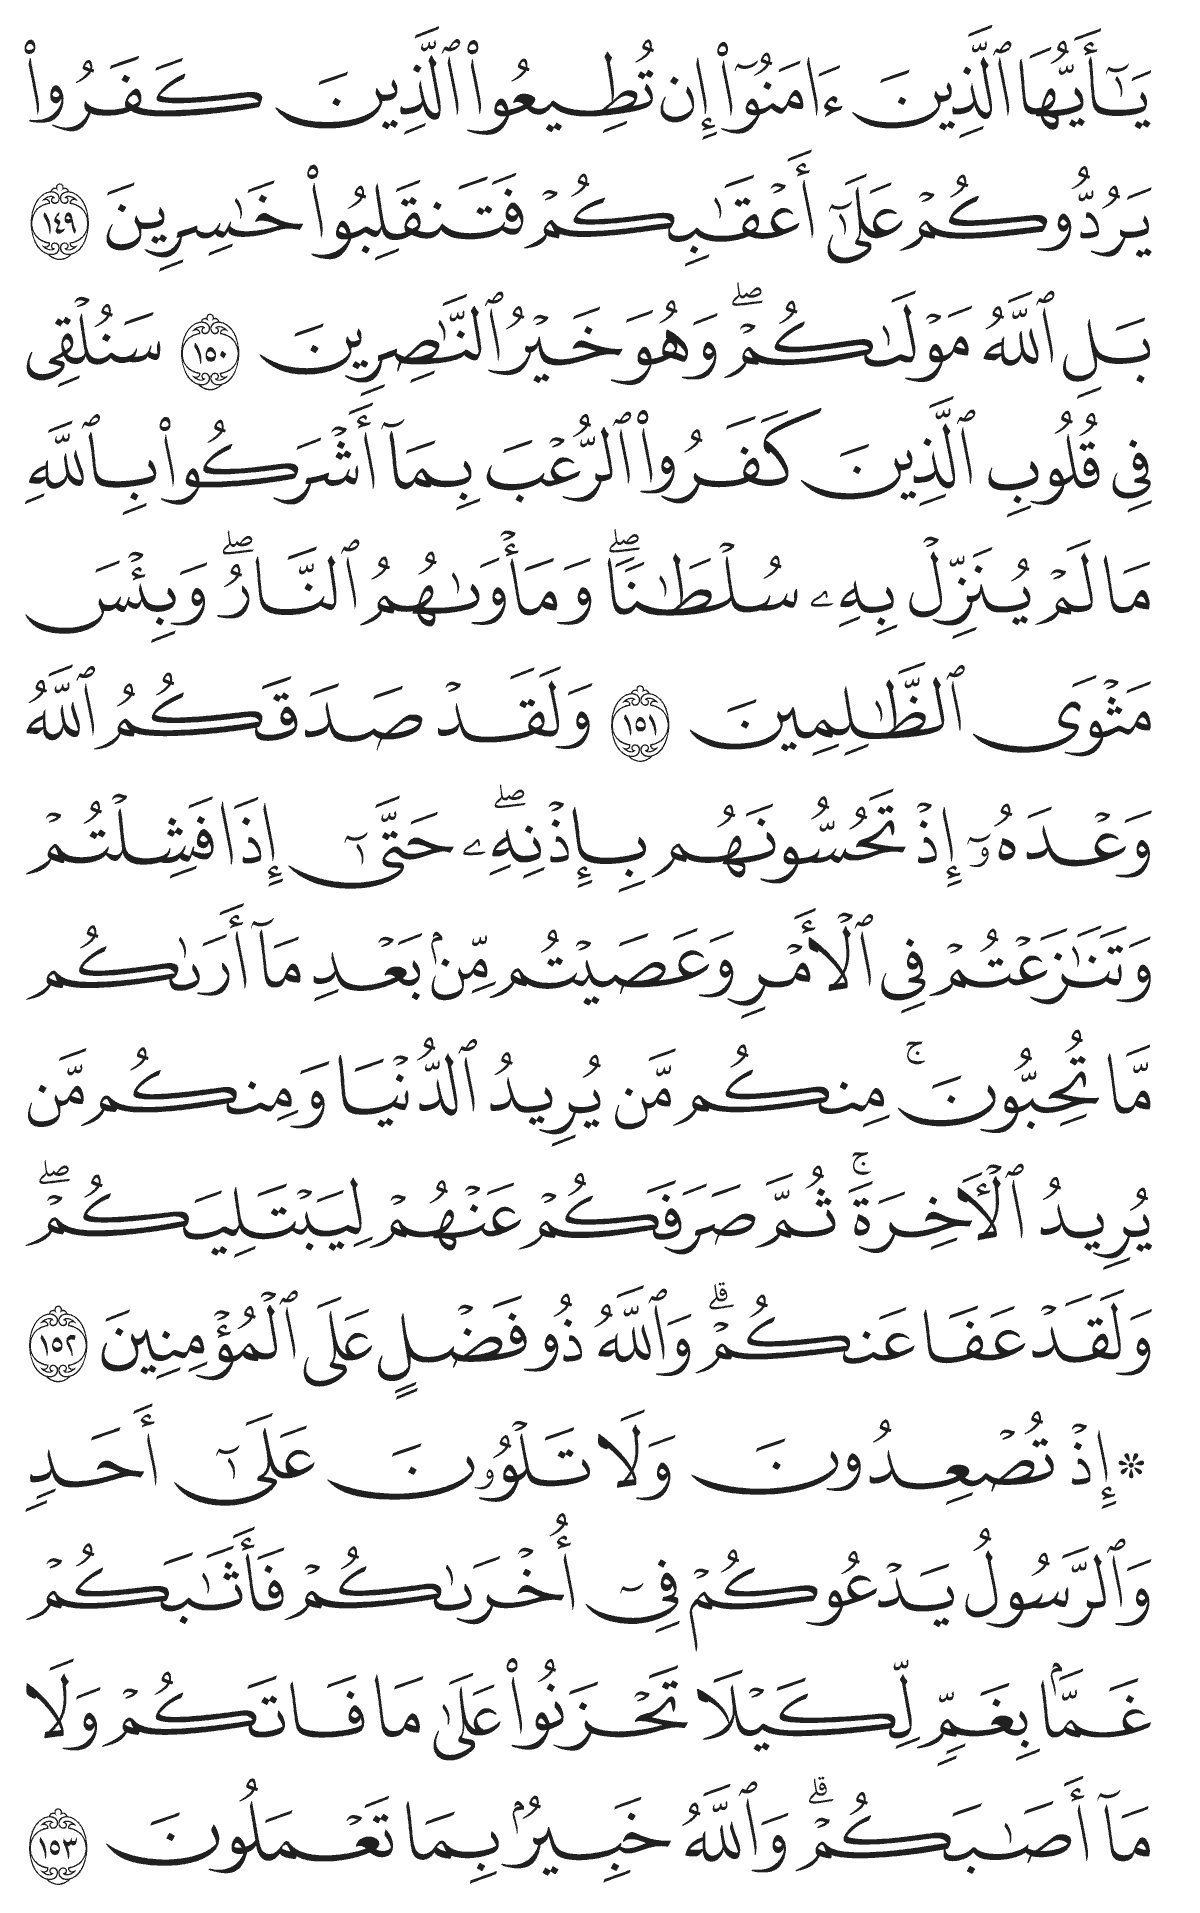 يَـٰٓأَيُّهَا ٱلَّذِينَ ءَامَنُوٓا۟ إِن تُطِيعُوا۟ ٱلَّذِينَ كَفَرُوا۟
يَرُدُّوكُمْ عَلَىٰٓ أَعْقَـٰبِكُمْ فَتَنقَلِبُوا۟ خَـٰسِرِينَ ١٤٩
بَلِ ٱللَّهُ مَوْلَىٰكُمْ ۖ وَهُوَ خَيْرُ ٱلنَّـٰصِرِينَ ١٥٠ سَنُلْقِى
فِى قُلُوبِ ٱلَّذِينَ كَفَرُوا۟ ٱلرُّعْبَ بِمَآ أَشْرَكُوا۟ بِٱللَّهِ
مَا لَمْ يُنَزِّلْ بِهِۦ سُلْطَـٰنًا ۖ وَمَأْوَىٰهُمُ ٱلنَّارُ ۖ وَبِئْسَ
مَثْوَى ٱلظَّـٰلِمِينَ ١٥١ وَلَقَدْ صَدَقَكُمُ ٱللَّهُ
وَعْدَهُۥٓ إِذْ تَحُسُّونَهُم بِإِذْنِهِۦ ۖ حَتَّىٰٓ إِذَا فَشِلْتُمْ
وَتَنَـٰزَعْتُمْ فِى ٱلْأَمْرِ وَعَصَيْتُم مِّنۢ بَعْدِ مَآ أَرَىٰكُم
مَّا تُحِبُّونَ ۚ مِنكُم مَّن يُرِيدُ ٱلدُّنْيَا وَمِنكُم مَّن
يُرِيدُ ٱلْـَٔاخِرَةَ ۚ ثُمَّ صَرَفَكُمْ عَنْهُمْ لِيَبْتَلِيَكُمْ ۖ
وَلَقَدْ عَفَا عَنكُمْ ۗ وَٱللَّهُ ذُو فَضْلٍ عَلَى ٱلْمُؤْمِنِينَ ١٥٢
۞ إِذْ تُصْعِدُونَ وَلَا تَلْوُۥنَ عَلَىٰٓ أَحَدٍ
وَٱلرَّسُولُ يَدْعُوكُمْ فِىٓ أُخْرَىٰكُمْ فَأَثَـٰبَكُمْ
غَمًّۢا بِغَمٍّ لِّكَيْلَا تَحْزَنُوا۟ عَلَىٰ مَا فَاتَكُمْ وَلَا
مَآ أَصَـٰبَكُمْ ۗ وَٱللَّهُ خَبِيرٌۢ بِمَا تَعْمَلُونَ ١٥٣